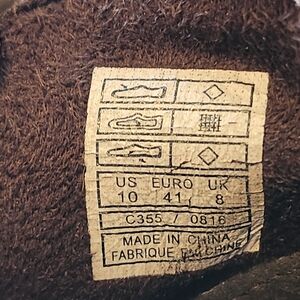 US EURO UK
10 41 8
C355 / 0816
MADE IN CHINA
FABRIQUE EN CHINE